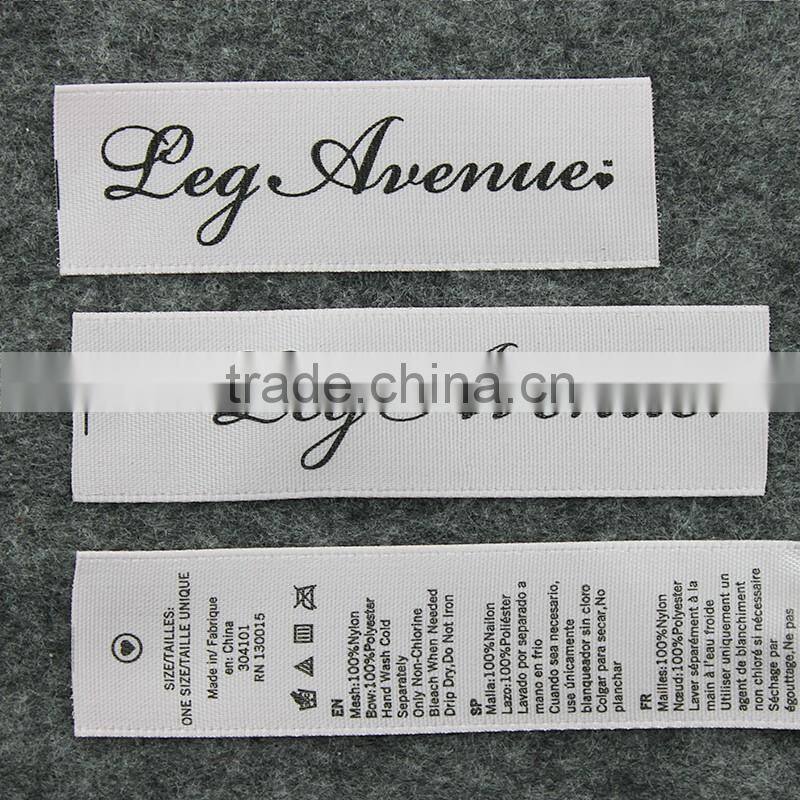 Leg Avenue
trade.china.cn
Leg Avenue
SIZE/TAILLES:
ONE SIZE/TAILLE UNIQUE
Made in/ Fabrique
en: China
304101
RN 130015
EN
Mesh:100%Nylon
Bow:100%Polyester
Hand Wash Cold
Separately
Only Non-Chlorine
Bleach When Needed
Drip Dry,Do Not Iron
SP
Malla:100%Nailon
Lazo:100%Poliéster
Lavado por separado a
mano en frio
Cuando sea necesario,
use únicamente
blanqueador sin cloro
Colgar para secar,No
planchar
FR
Mailles:100%Nylon
Nœud:100%Polyester
Laver séparément à la
main à l'eau froide
Utiliser uniquement un
agent de blanchiment
non chloré si nécessaire
Séchage par
égouttage,Ne pas